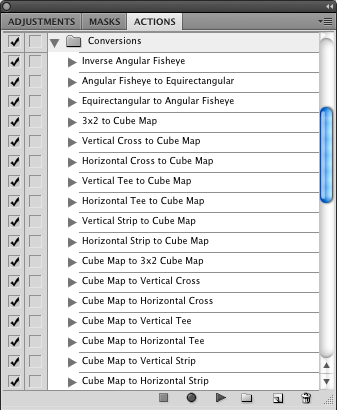 ADJUSTMENTS MASKS ACTIONS
Conversions
Inverse Angular Fisheye
Angular Fisheye to Equirectangular
Equirectangular to Angular Fisheye
3x2 to Cube Map
Vertical Cross to Cube Map
Horizontal Cross to Cube Map
Vertical Tee to Cube Map
Horizontal Tee to Cube Map
Vertical Strip to Cube Map
Horizontal Strip to Cube Map
Cube Map to 3x2 Cube Map
Cube Map to Vertical Cross
Cube Map to Horizontal Cross
Cube Map to Vertical Tee
Cube Map to Horizontal Tee
Cube Map to Vertical Strip
Cube Map to Horizontal Strip